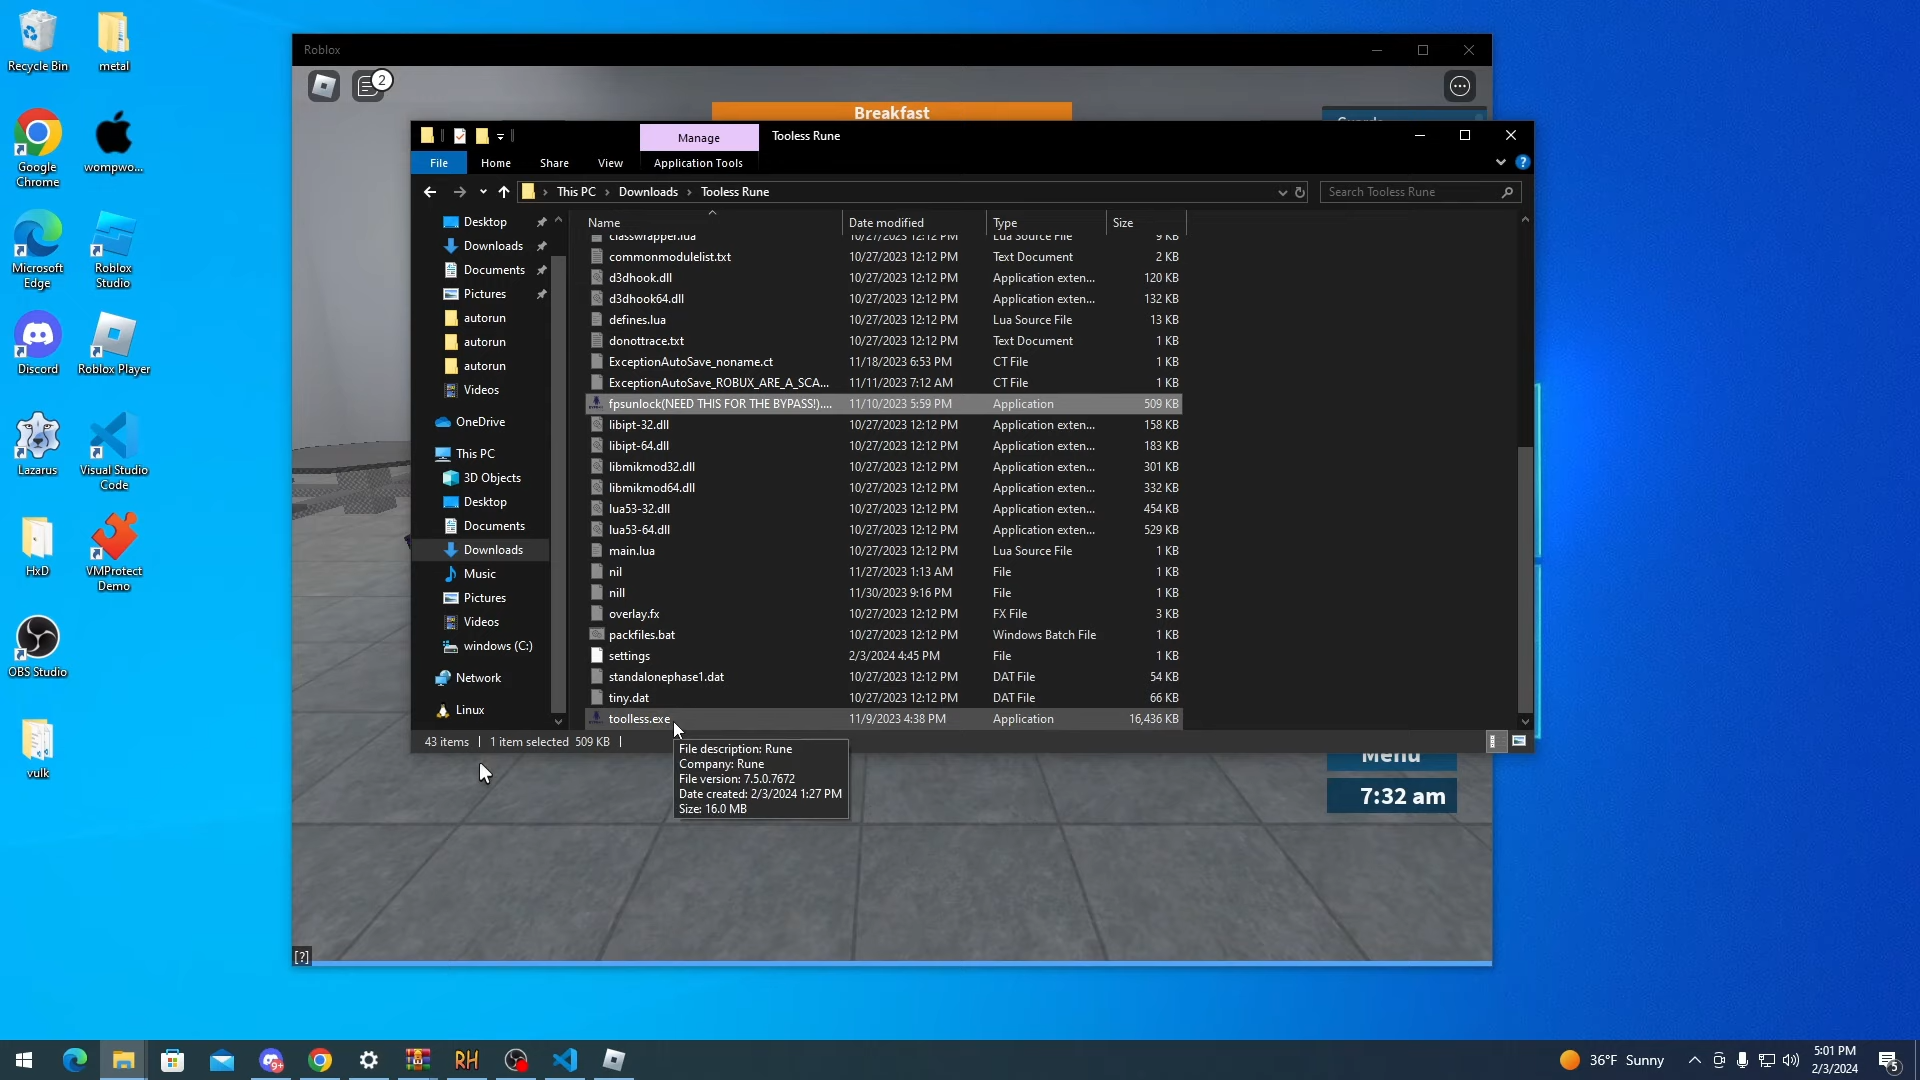 Recycle Bin
metal
Google
Chrome
wompwo...
Microsoft
Edge
Roblox
Studio
Discord
Roblox Player
Lazarus
Visual Studio
Code
HxD
VMProtect
Demo
OBS Studio
vulk
Roblox
2
Breakfast
Manage
Tooless Rune
File
Home
Share
View
Application Tools
This PC
Downloads
Tooless Rune
Search Tooless Rune
Desktop
Downloads
Documents
Pictures
autorun
autorun
autorun
Videos
OneDrive
This PC
3D Objects
Desktop
Documents
Downloads
Music
Pictures
Videos
windows (C:)
Network
Linux
Name Date modified Type Size
classwrapper.lua 10/27/2023 12:12 PM Lua Source File 9 KB
commonmodulelist.txt 10/27/2023 12:12 PM Text Document 2 KB
d3dhook.dll 10/27/2023 12:12 PM Application exten... 120 KB
d3dhook64.dll 10/27/2023 12:12 PM Application exten... 132 KB
defines.lua 10/27/2023 12:12 PM Lua Source File 13 KB
donottrace.txt 10/27/2023 12:12 PM Text Document 1 KB
ExceptionAutoSave_noname.ct 11/18/2023 6:53 PM CT File 1 KB
ExceptionAutoSave_ROBUX_ARE_A_SCA... 11/11/2023 7:12 AM CT File 1 KB
fpsunlock(NEED THIS FOR THE BYPASS!).... 11/10/2023 5:59 PM Application 509 KB
libipt-32.dll 10/27/2023 12:12 PM Application exten... 158 KB
libipt-64.dll 10/27/2023 12:12 PM Application exten... 183 KB
libmikmod32.dll 10/27/2023 12:12 PM Application exten... 301 KB
libmikmod64.dll 10/27/2023 12:12 PM Application exten... 332 KB
lua53-32.dll 10/27/2023 12:12 PM Application exten... 454 KB
lua53-64.dll 10/27/2023 12:12 PM Application exten... 529 KB
main.lua 10/27/2023 12:12 PM Lua Source File 1 KB
nil 11/27/2023 1:13 AM File 1 KB
nill 11/30/2023 9:16 PM File 1 KB
overlay.fx 10/27/2023 12:12 PM FX File 3 KB
packfiles.bat 10/27/2023 12:12 PM Windows Batch File 1 KB
settings 2/3/2024 4:45 PM File 1 KB
standalonephase1.dat 10/27/2023 12:12 PM DAT File 54 KB
tiny.dat 10/27/2023 12:12 PM DAT File 66 KB
toolless.exe 11/9/2023 4:38 PM Application 16,436 KB
43 items 1 item selected 509 KB
File description: Rune
Company: Rune
File version: 7.5.0.7672
Date created: 2/3/2024 1:27 PM
Size: 16.0 MB
Menu
7:32 am
[?]
9+
RH
36°F Sunny
5:01 PM
2/3/2024
5